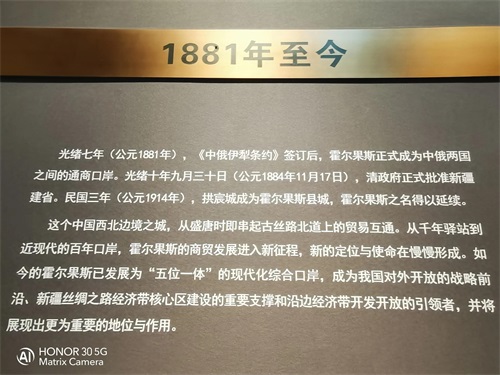 1881年至今
光绪七年（公元1881年），《中俄伊犁条约》签订后，霍尔果斯正式成为中俄两国
之间的通商口岸。光绪十年九月三十日（公元1884年11月17日），清政府正式批准新疆
建省。民国三年（公元1914年），拱宸城成为霍尔果斯县城，霍尔果斯之名得以延续。
这个中国西北边境之城，从盛唐时即串起古丝路北道上的贸易互通。从千年驿站到
近现代的百年口岸，霍尔果斯的商贸发展进入新征程，新的定位与使命在慢慢形成。如
今的霍尔果斯已发展为“五位一体”的现代化综合口岸，成为我国对外开放的战略前
沿、新疆丝绸之路经济带核心区建设的重要支撑和沿边经济带开发开放的引领者，并将
展现出更为重要的地位与作用。
AI HONOR 30 5G
Matrix Camera